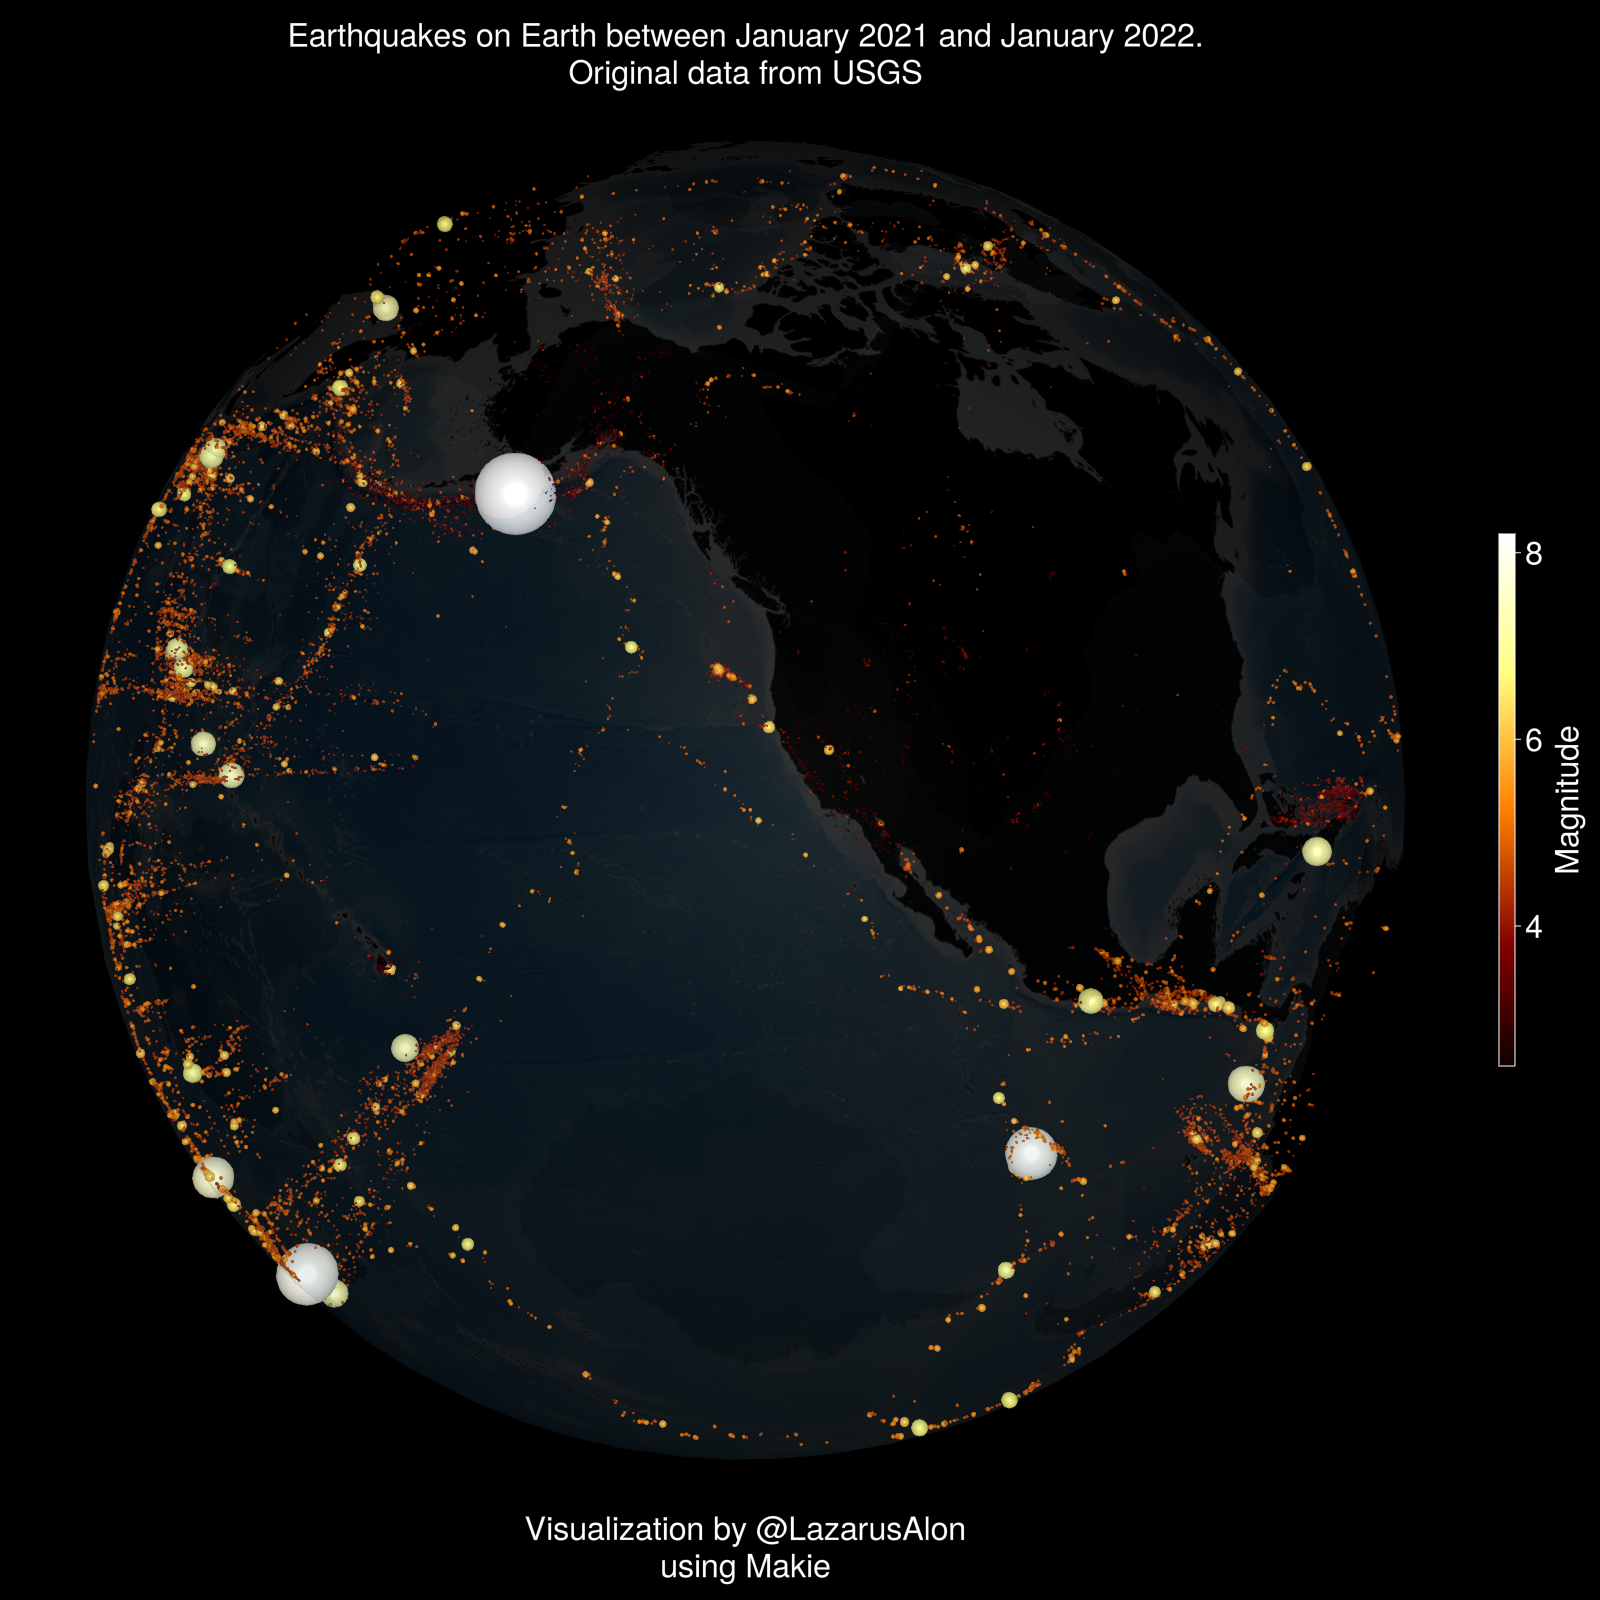 Earthquakes on Earth between January 2021 and January 2022.
Original data from USGS
8
6
4
Magnitude
Visualization by @LazarusAlon
using Makie